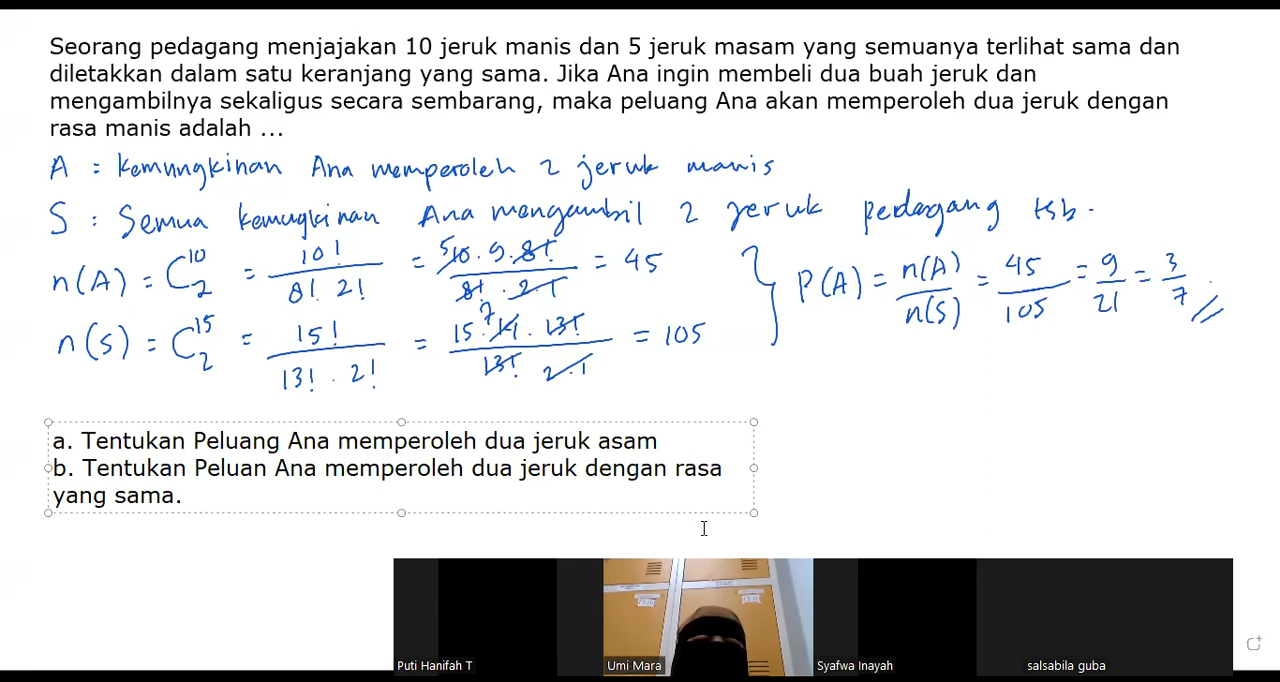 Seorang pedagang menjajakan 10 jeruk manis dan 5 jeruk masam yang semuanya terlihat sama dan
diletakkan dalam satu keranjang yang sama. Jika Ana ingin membeli dua buah jeruk dan
mengambilnya sekaligus secara sembarang, maka peluang Ana akan memperoleh dua jeruk dengan
rasa manis adalah ...
A : kemungkinan Ana memperoleh 2 jeruk manis
S : Semua kemugkinan Ana mengambil 2 jeruk pedagang tsb.
n(A) = C₂¹⁰ = 10! / (8! 2!) = (10 . 9 . 8!) / (8! . 2.1) = 45
n(S) = C₂¹⁵ = 15! / (13! . 2!) = (15 . 14 . 13!) / (13! 2.1) = 105
P(A) = n(A)/n(S) = 45/105 = 9/21 = 3/7
a. Tentukan Peluang Ana memperoleh dua jeruk asam
b. Tentukan Peluan Ana memperoleh dua jeruk dengan rasa
yang sama.
Puti Hanifah T
Umi Mara
Syafwa Inayah
salsabila guba